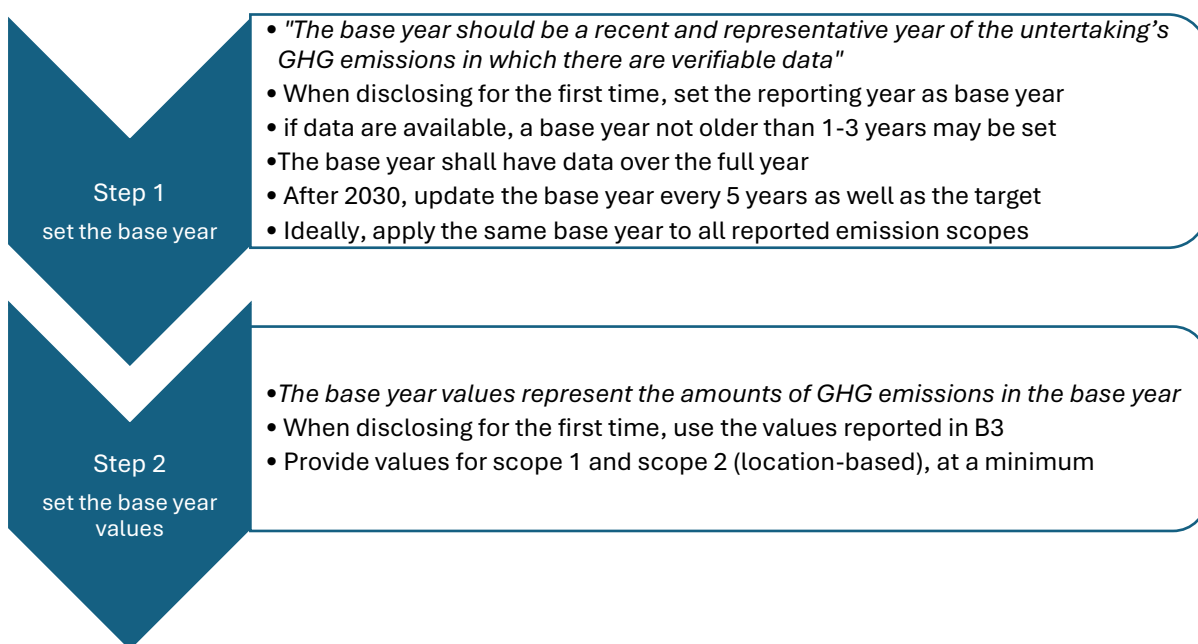 Step 1
set the base year
• "The base year should be a recent and representative year of the untertaking's
GHG emissions in which there are verifiable data"
• When disclosing for the first time, set the reporting year as base year
• if data are available, a base year not older than 1-3 years may be set
•The base year shall have data over the full year
• After 2030, update the base year every 5 years as well as the target
• Ideally, apply the same base year to all reported emission scopes
Step 2
set the base year
values
•The base year values represent the amounts of GHG emissions in the base year
• When disclosing for the first time, use the values reported in B3
• Provide values for scope 1 and scope 2 (location-based), at a minimum